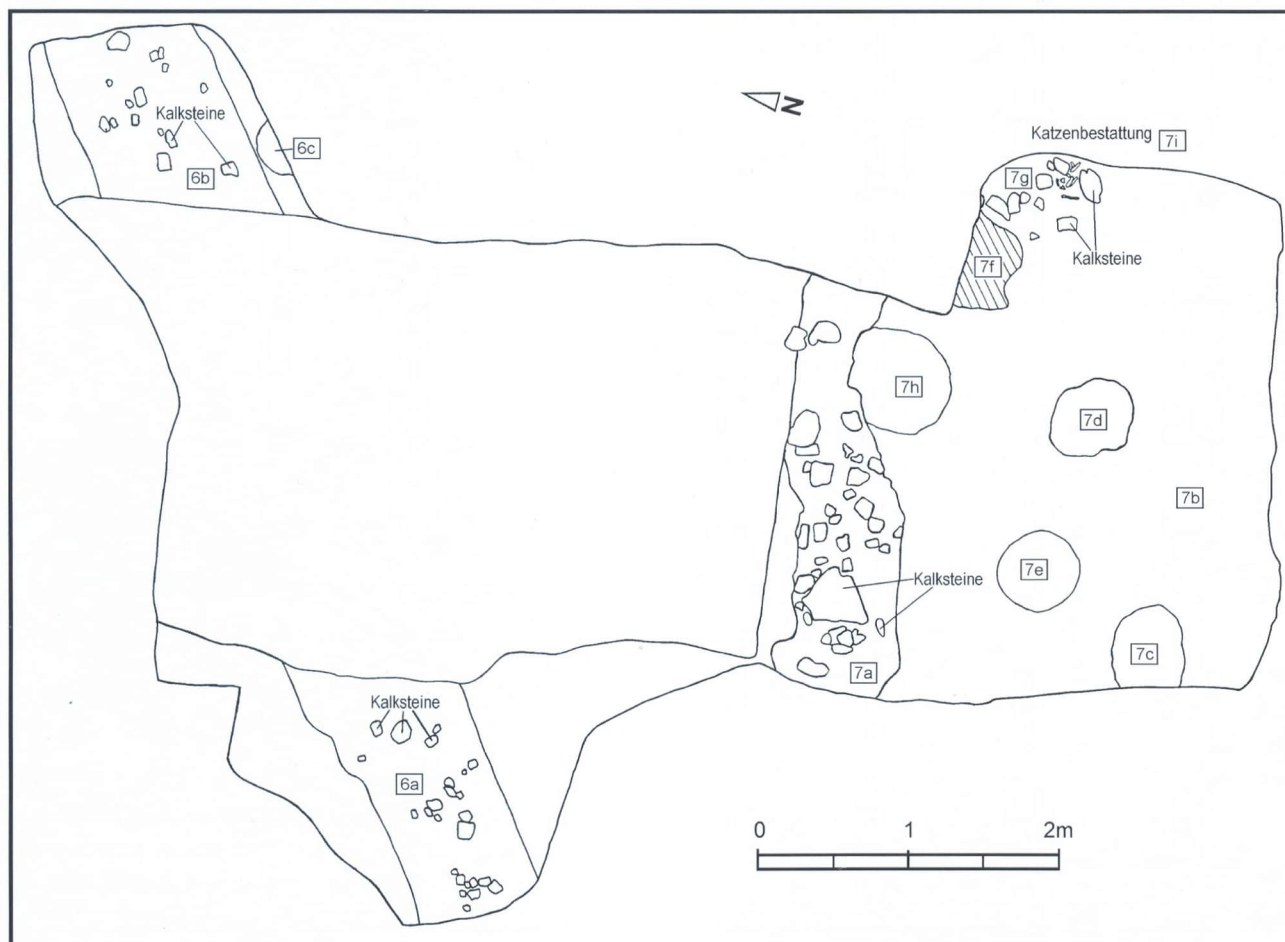 Kalksteine
6c
6b
N
Katzenbestattung 7i
7g
Kalksteine
7f
7h
7d
7b
7e
Kalksteine
7c
7a
Kalksteine
6a
0 1 2m